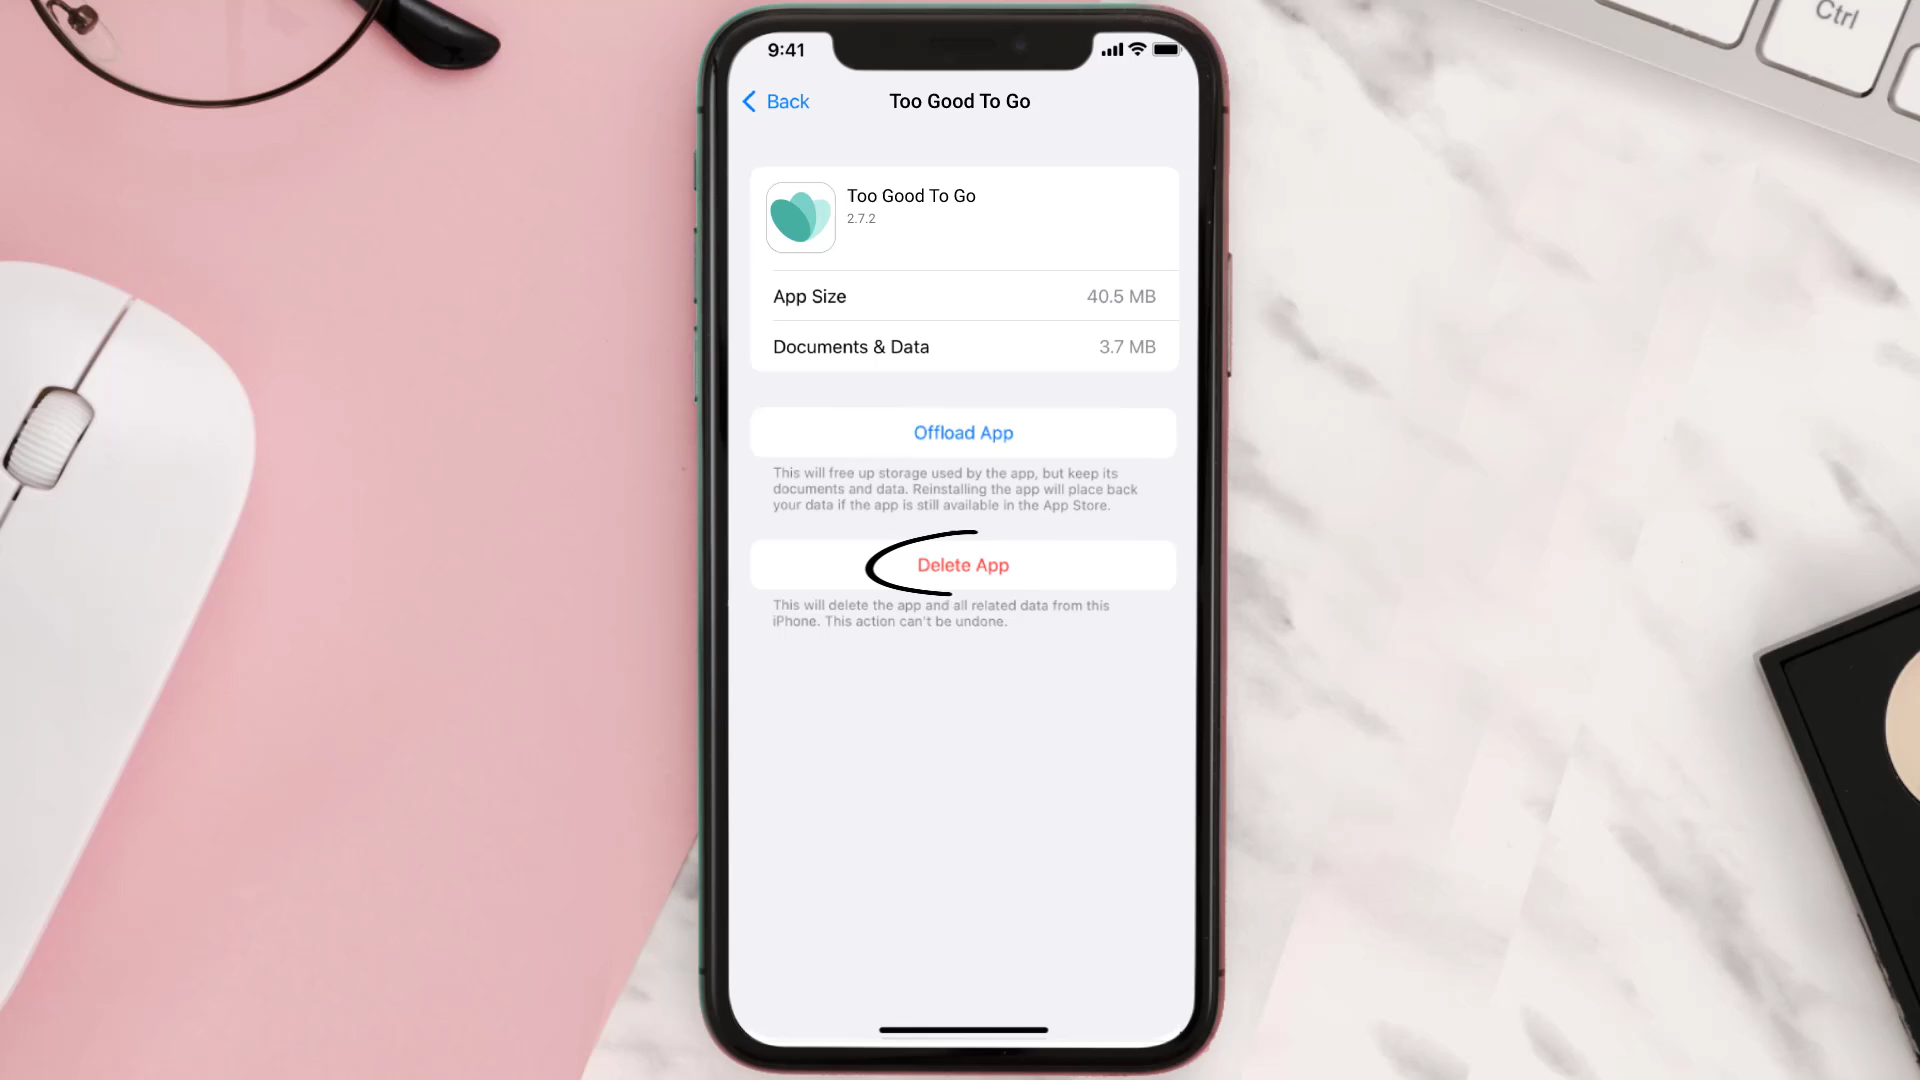 Ctrl
9:41
Back
Too Good To Go
Too Good To Go
2.7.2
App Size
40.5 MB
Documents & Data
3.7 MB
Offload App
This will free up storage used by the app, but keep its
documents and data. Reinstalling the app will place back
your data if the app is still available in the App Store.
Delete App
This will delete the app and all related data from this
iPhone. This action can't be undone.